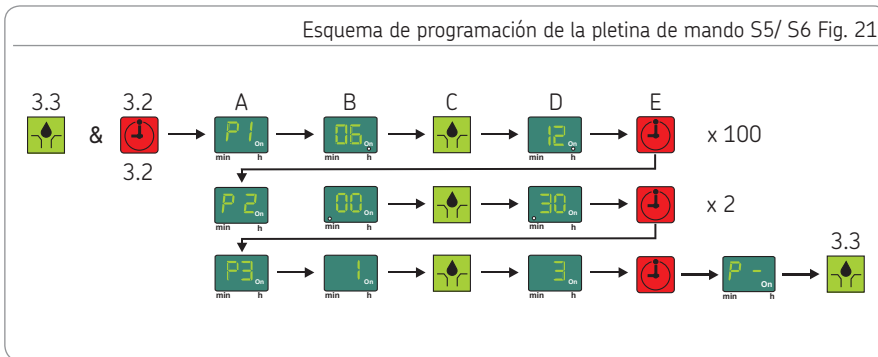 Esquema de programación de la pletina de mando S5/ S6 Fig. 21
3.3 3.2 A B C D E
& P1 On 06 On 12 On x 100
min h min h min h
3.2
P 2 On 00 On 30 On x 2
min h min h min h
3.3
P3 On 1 On 3 On P - On
min h min h min h min h